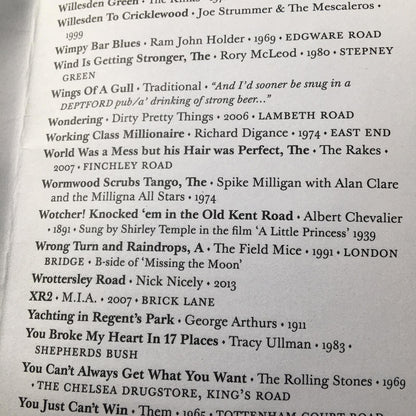 Willesden Green • The Kinks
Willesden To Cricklewood • Joe Strummer & The Mescaleros •
1999
Wimpy Bar Blues • Ram John Holder • 1969 • EDGWARE ROAD
Wind Is Getting Stronger, The • Rory McLeod • 1980 • STEPNEY
GREEN
Wings Of A Gull • Traditional • "And I'd sooner be snug in a
DEPTFORD pub/a' drinking of strong beer..."
Wondering • Dirty Pretty Things • 2006 • LAMBETH ROAD
Working Class Millionaire • Richard Digance • 1974 • EAST END
World Was a Mess but his Hair was Perfect, The • The Rakes •
2007 • FINCHLEY ROAD
Wormwood Scrubs Tango, The • Spike Milligan with Alan Clare
and the Milligna All Stars • 1974
Wotcher! Knocked 'em in the Old Kent Road • Albert Chevalier
• 1891 • Sung by Shirley Temple in the film 'A Little Princess' 1939
Wrong Turn and Raindrops, A • The Field Mice • 1991 • LONDON
BRIDGE • B-side of 'Missing the Moon'
Wrottersley Road • Nick Nicely • 2013
XR2 • M.I.A. • 2007 • BRICK LANE
Yachting in Regent's Park • George Arthurs • 1911
You Broke My Heart In 17 Places • Tracy Ullman • 1983 •
SHEPHERDS BUSH
You Can't Always Get What You Want • The Rolling Stones • 1969
• THE CHELSEA DRUGSTORE, KING'S ROAD
You Just Can't Win • Them • 1965 • TOTTENHAM COURT ROAD